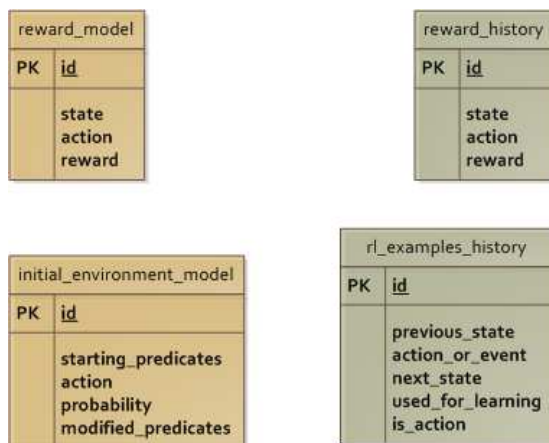 reward_model
PK id
state
action
reward
reward_history
PK id
state
action
reward
initial_environment_model
PK id
starting_predicates
action
probability
modified_predicates
rl_examples_history
PK id
previous_state
action_or_event
next_state
used_for_learning
is_action